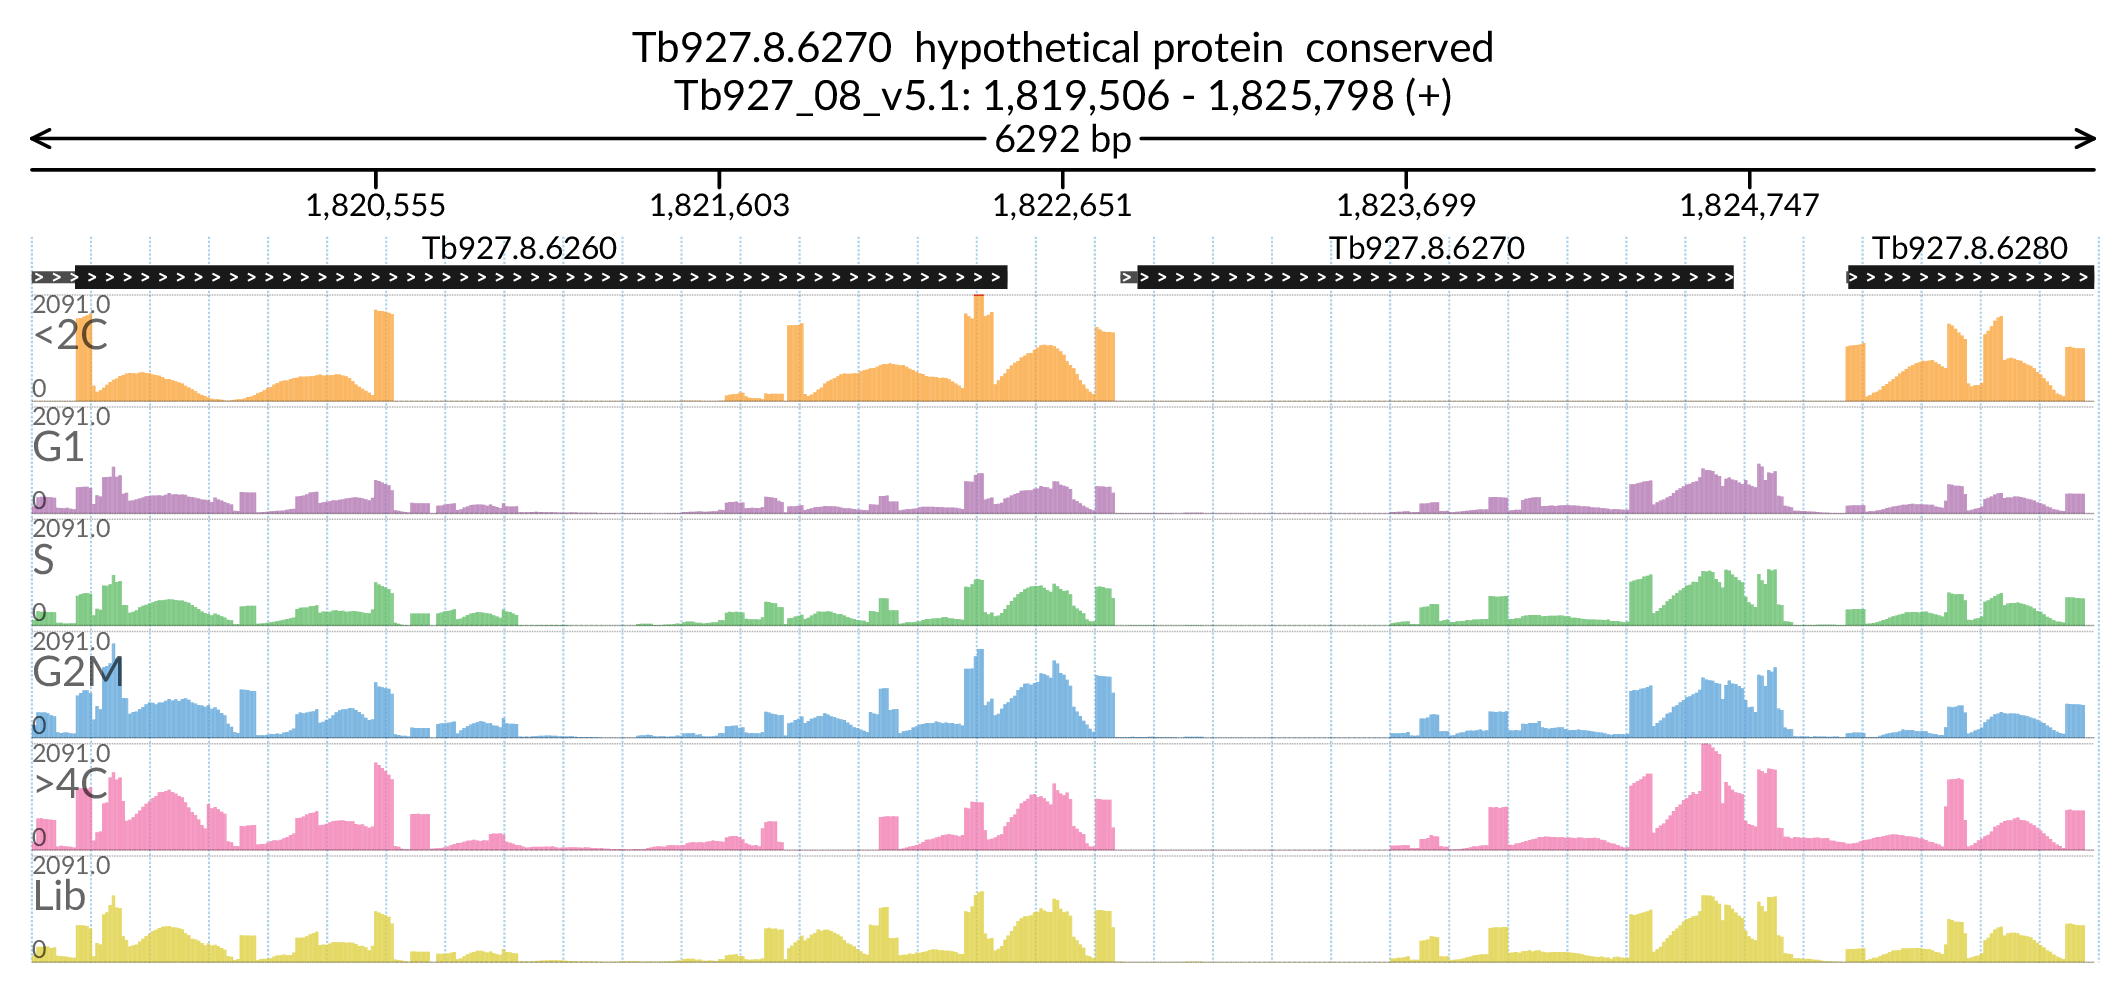 Tb927.8.6270  hypothetical protein  conserved
Tb927_08_v5.1: 1,819,506 - 1,825,798 (+)
6292 bp
1,820,555 1,821,603 1,822,651 1,823,699 1,824,747
Tb927.8.6260 Tb927.8.6270 Tb927.8.6280
2091.0
<2C
0
2091.0
G1
0
2091.0
S
0
2091.0
G2M
0
2091.0
>4C
0
2091.0
Lib
0